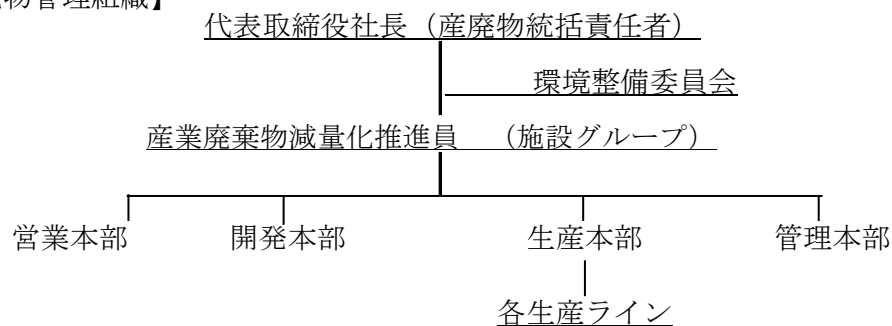 管理組織】
代表取締役社長（産廃物統括責任者）
環境整備委員会
産業廃棄物減量化推進員　（施設グループ）
営業本部　開発本部　生産本部　管理本部
各生産ライン